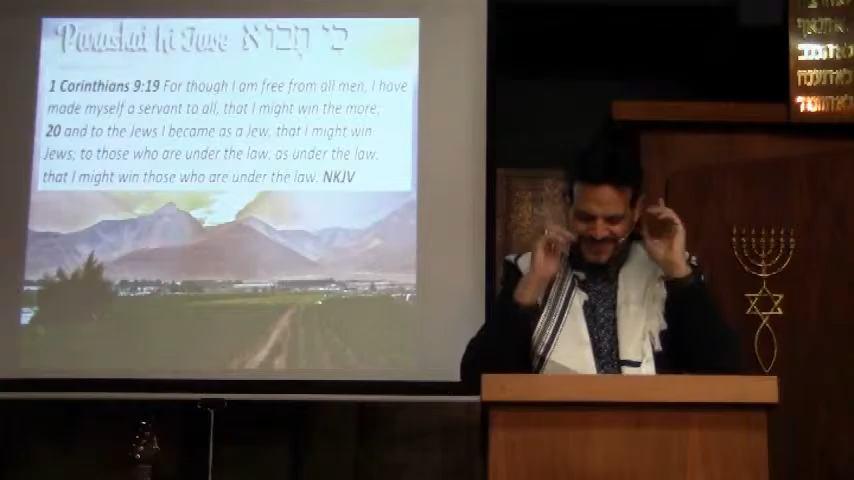 Parashat ki Tavo כִּי תָבוֹא
1 Corinthians 9:19 For though I am free from all men, I have
made myself a servant to all, that I might win the more;
20 and to the Jews I became as a Jew, that I might win
Jews; to those who are under the law, as under the law,
that I might win those who are under the law. NKJV